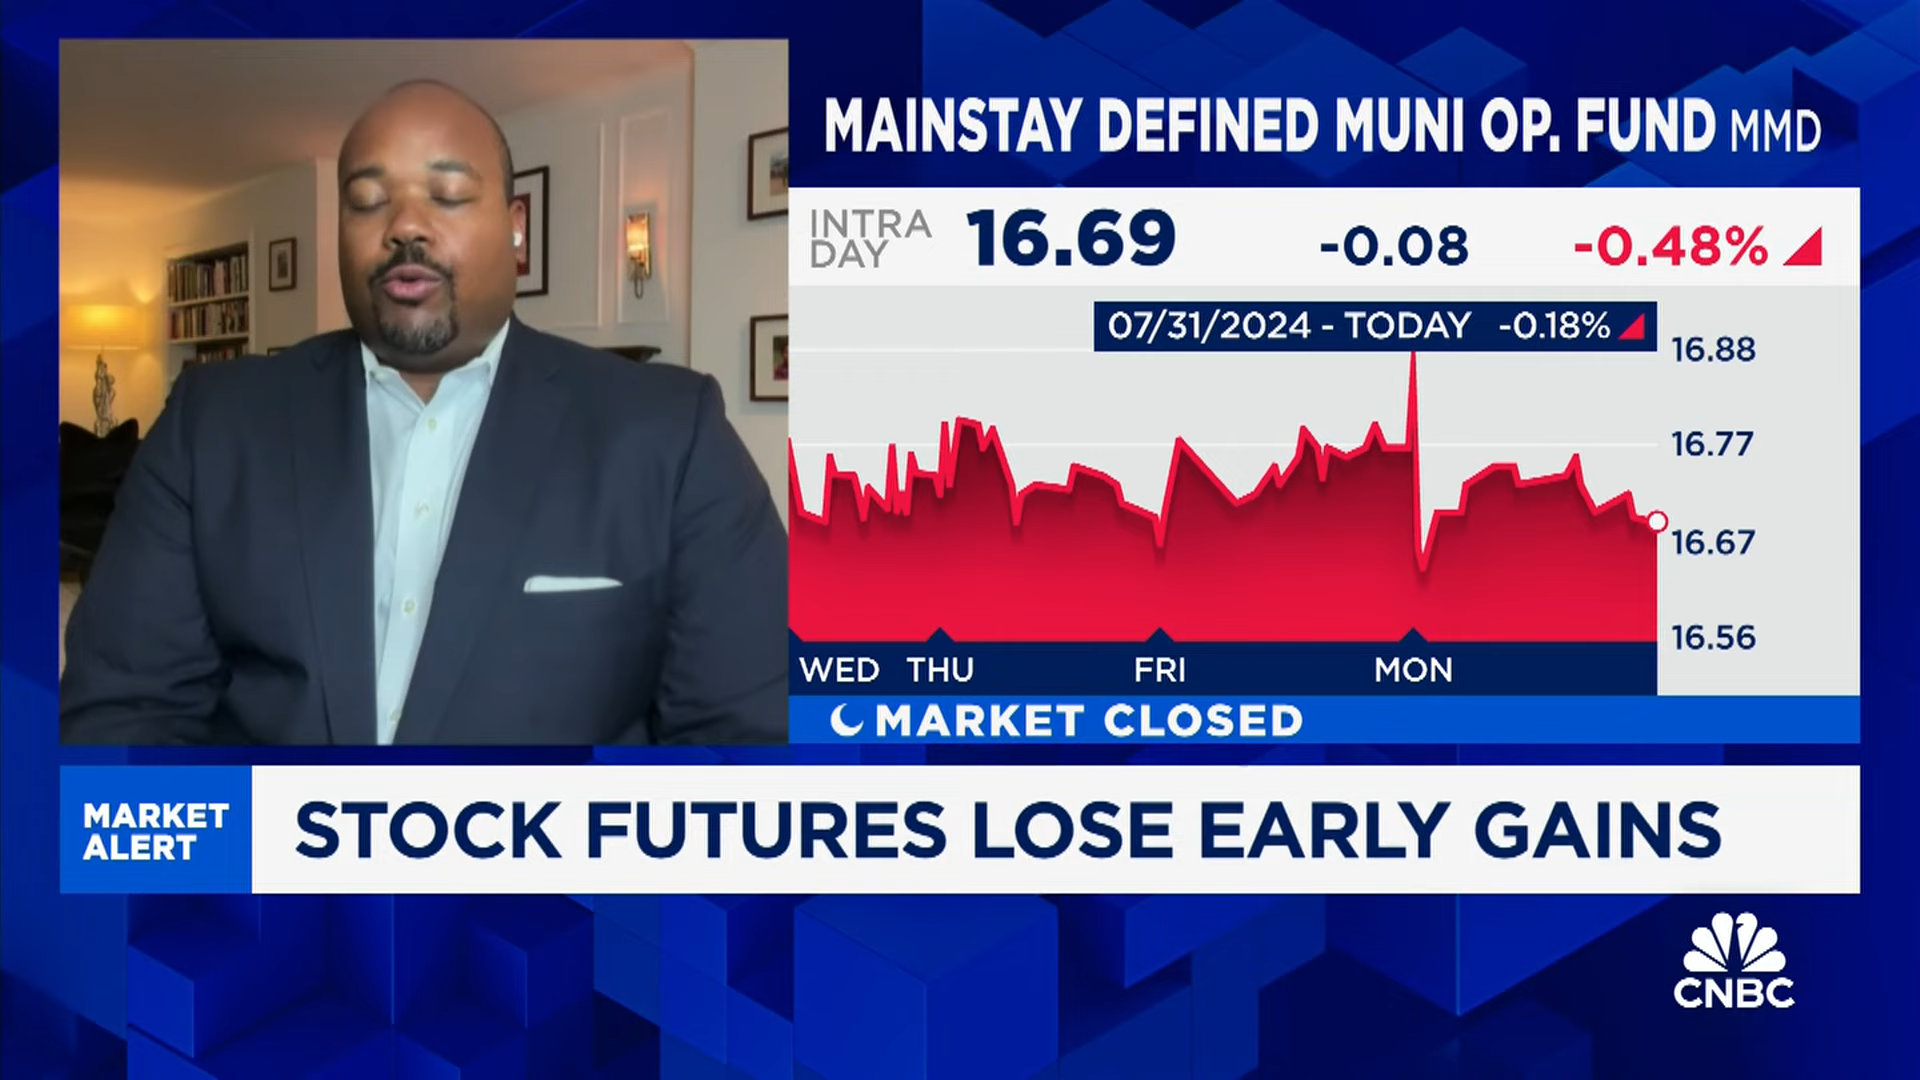 MAINSTAY DEFINED MUNI OP. FUND MMD
INTRA DAY 16.69 -0.08 -0.48%
07/31/2024 - TODAY -0.18%
16.88
16.77
16.67
16.56
WED THU FRI MON
MARKET CLOSED
MARKET ALERT
STOCK FUTURES LOSE EARLY GAINS
CNBC